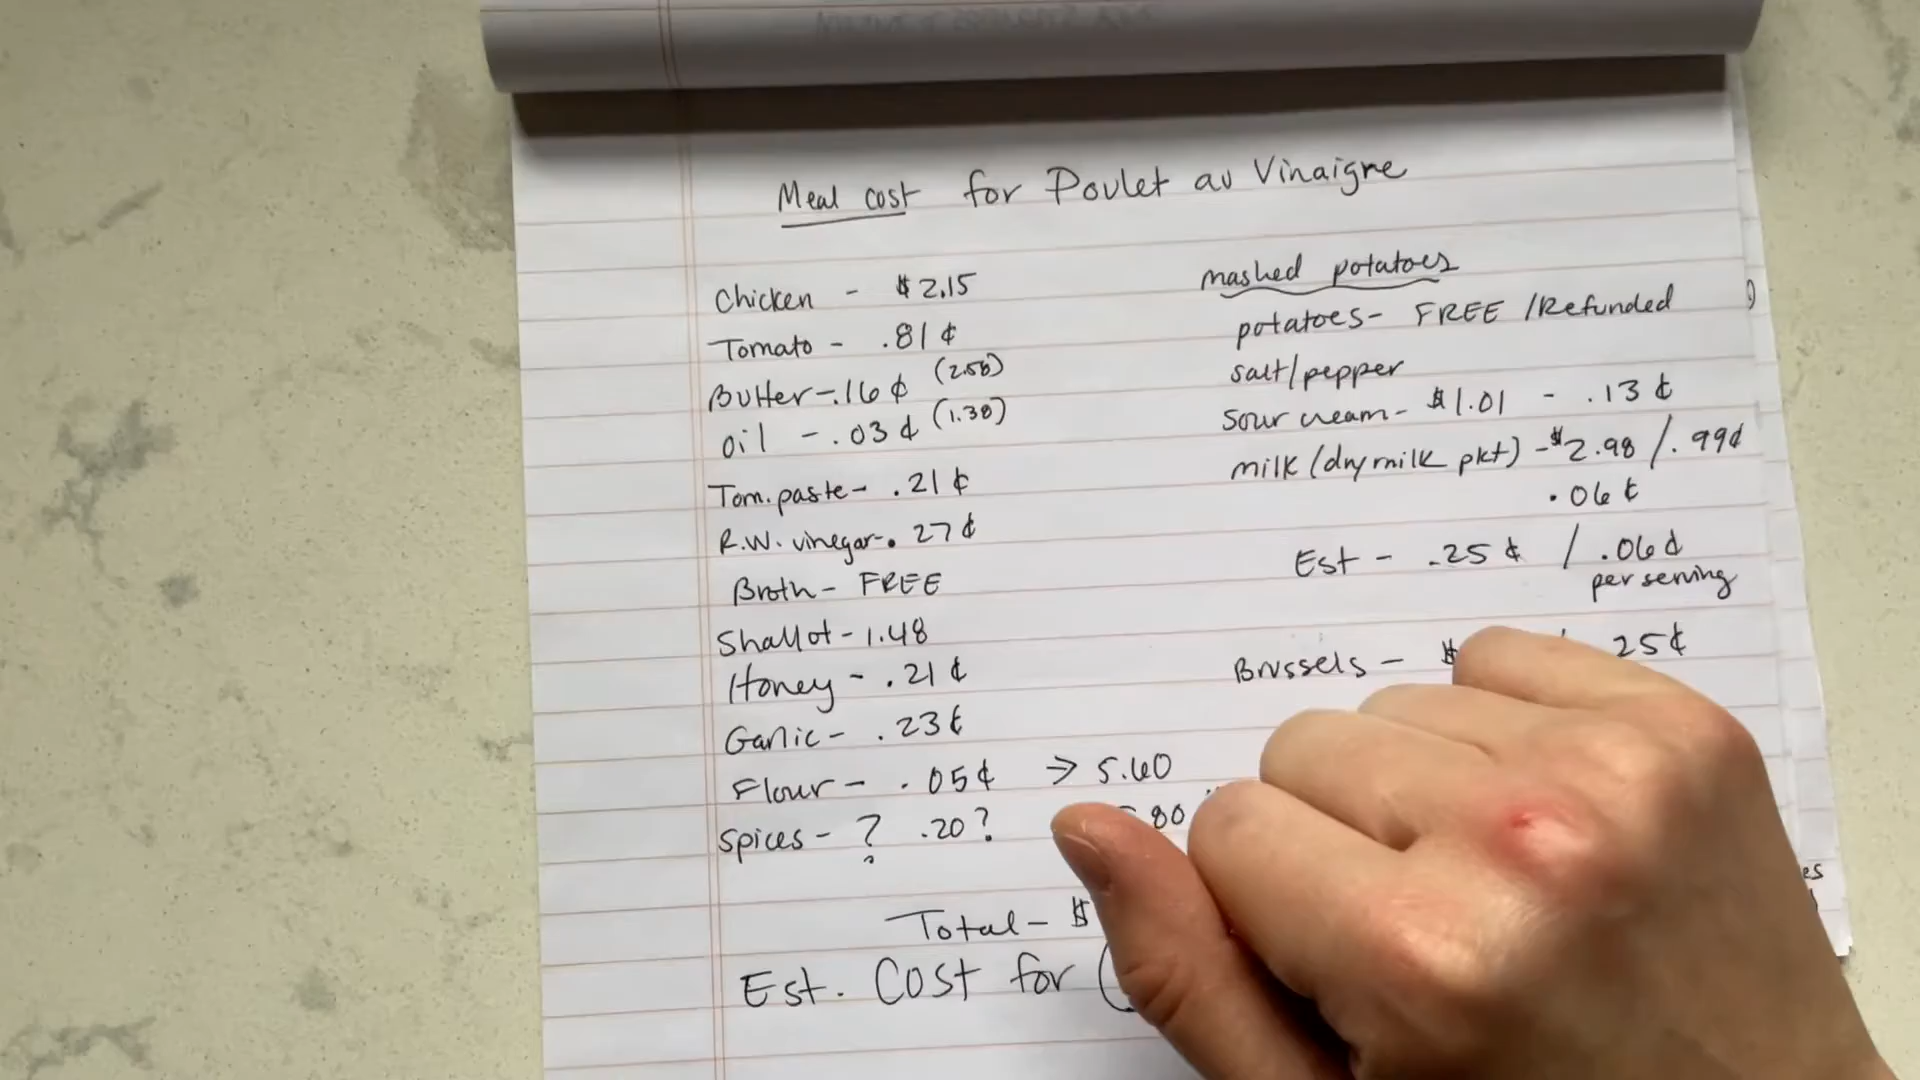 Meal cost for Poulet au Vinaigre
Chicken - $2.15
Tomato - .81¢
Butter - .16¢ (2.50)
oil - .03¢ (1.38)
Tom. paste - .21¢
R.W. vinegar - .27¢
Broth - FREE
Shallot - 1.48
Honey - .21¢
Garlic - .23¢
Flour - .05¢ → 5.60
Spices - ? .20? .80
Total - $
Est. Cost for (
mashed potatoes
potatoes - FREE / Refunded
salt/pepper
sour cream - $1.01 - .13¢
milk (dry milk pkt) - $2.98 / .99¢
.06¢
Est - .25¢ / .06¢
per serving
Brussels - $ 25¢